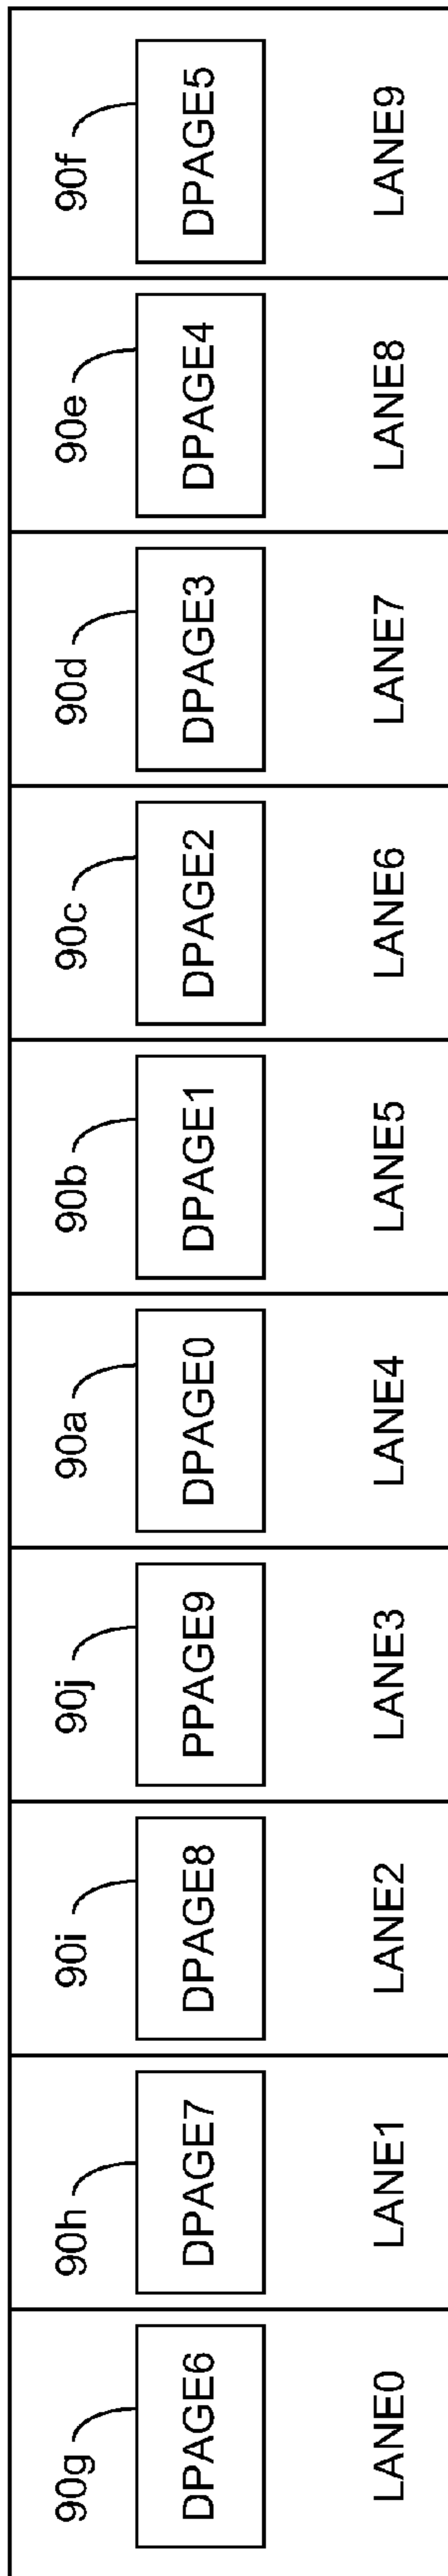 90g
90h
90i
90j
90a
90b
90c
90d
90e
90f
DPAGE6
DPAGE7
DPAGE8
PPAGE9
DPAGE0
DPAGE1
DPAGE2
DPAGE3
DPAGE4
DPAGE5
LANE0
LANE1
LANE2
LANE3
LANE4
LANE5
LANE6
LANE7
LANE8
LANE9